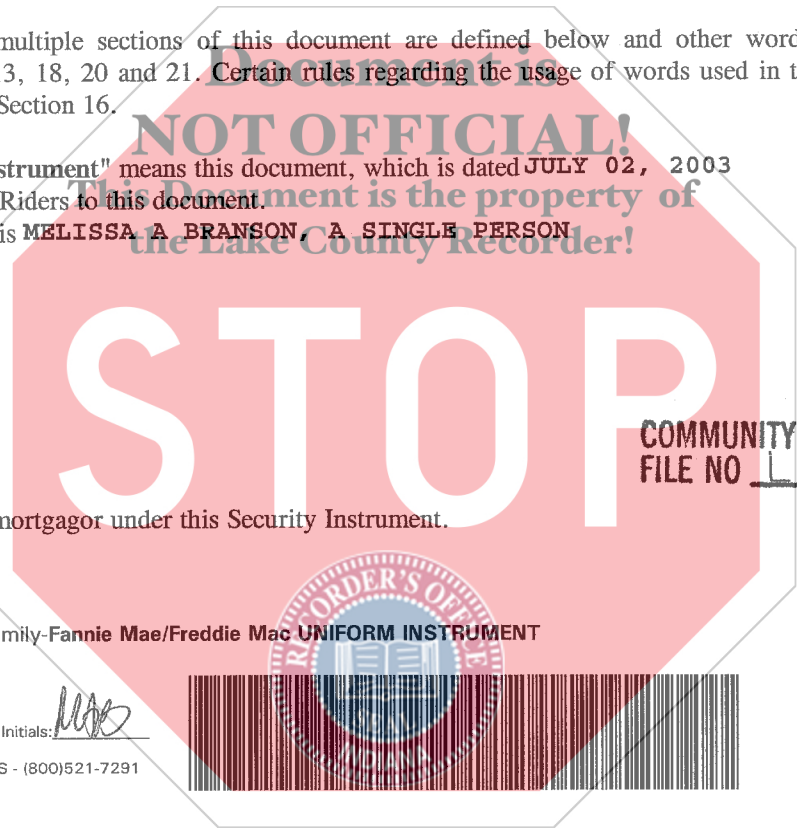 multiple sections of this document are defined below and other word
Document is
13, 18, 20 and 21. Certain rules regarding the usage of words used in t
Section 16.
NOT OFFICIAL!
strument" means this document, which is dated JULY 02, 2003
This Document is the property of
Riders to this document.
is MELISSA A BRANSON, A SINGLE PERSON
the Lake County Recorder!
STOP
COMMUNITY
FILE NO L
mortgagor under this Security Instrument.
RECORDER'S OFFICE
mily-Fannie Mae/Freddie Mac UNIFORM INSTRUMENT
SEAL
Initials: MAB
INDIANA
S - (800)521-7291